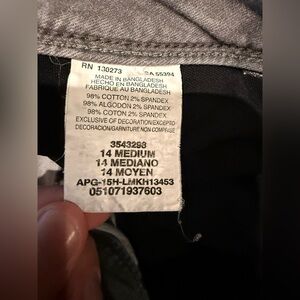 RN 130273 CA 55394
MADE IN BANGLADESH
HECHO EN BANGLADESH
FABRIQUE AU BANGLADESH
98% COTTON 2% SPANDEX
98% ALGODON 2% SPANDEX
98% COTON 2% SPANDEX
EXCLUSIVE OF DECORATION/EXCEPTO
DECORACION/GARNITURE NON COMPRISE
3543298
14 MEDIUM
14 MEDIANO
14 MOYEN
APG-15H-LMKH13453
051071937603